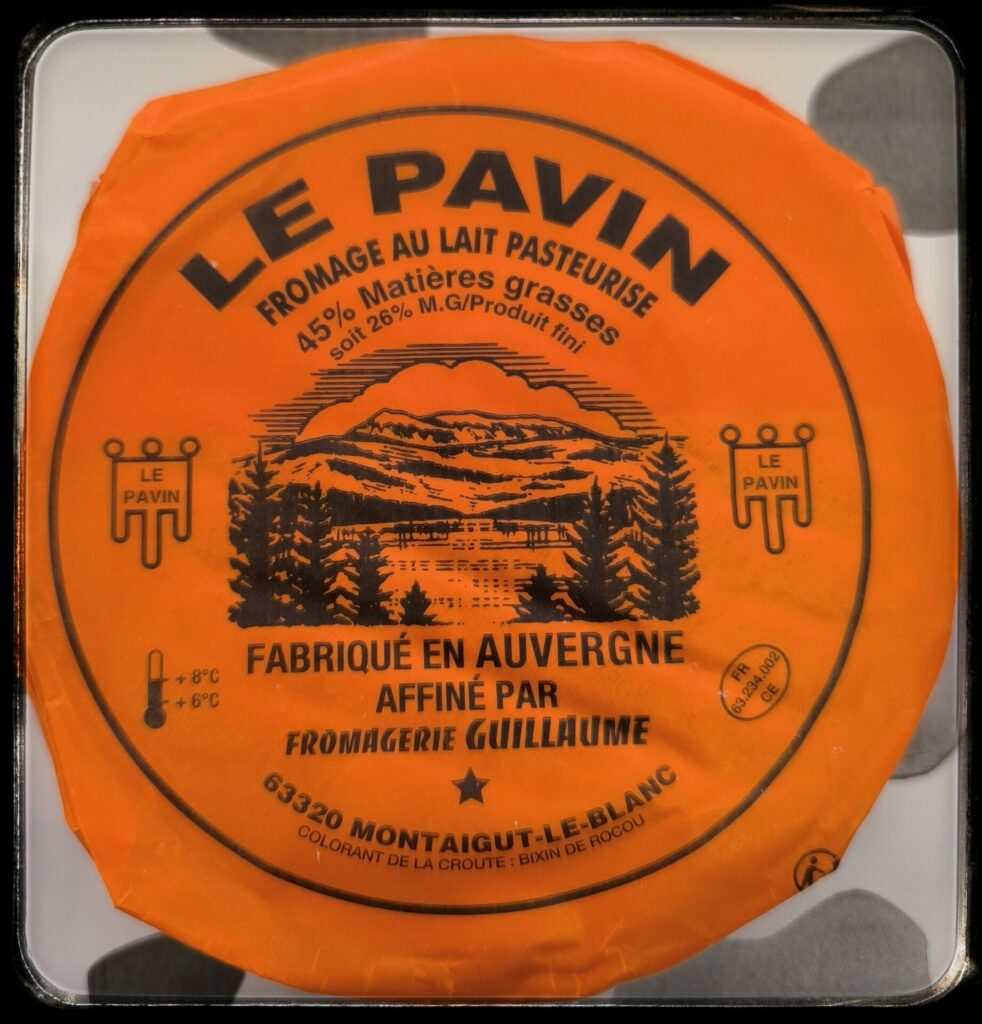 LE PAVIN
FROMAGE AU LAIT PASTEURISE
45% Matières grasses
soit 26% M.G/Produit fini
LE
PAVIN
LE
PAVIN
+ 8°C
+ 6°C
FABRIQUÉ EN AUVERGNE
AFFINÉ PAR
FROMAGERIE GUILLAUME
FR
63.234.002
CE
63320 MONTAIGUT-LE-BLANC
COLORANT DE LA CROUTE : BIXIN DE ROCOU